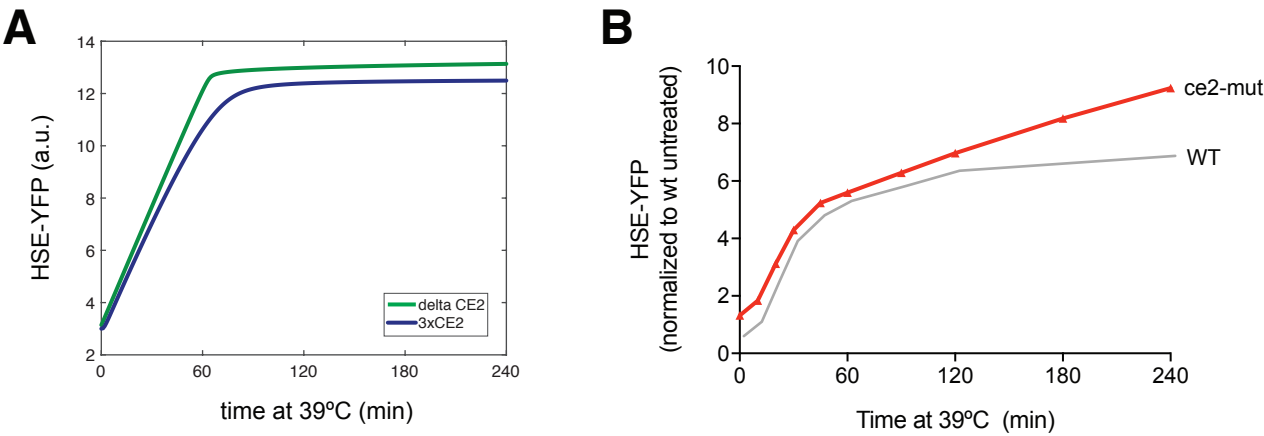 A
14
12
10
8
6
4
2
0
60
120
180
240
HSE-YFP (a.u.)
time at 39ºC (min)
delta CE2
3xCE2
B
10
8
6
4
2
0
0
60
120
180
240
HSE-YFP
(normalized to wt untreated)
Time at 39ºC (min)
ce2-mut
WT